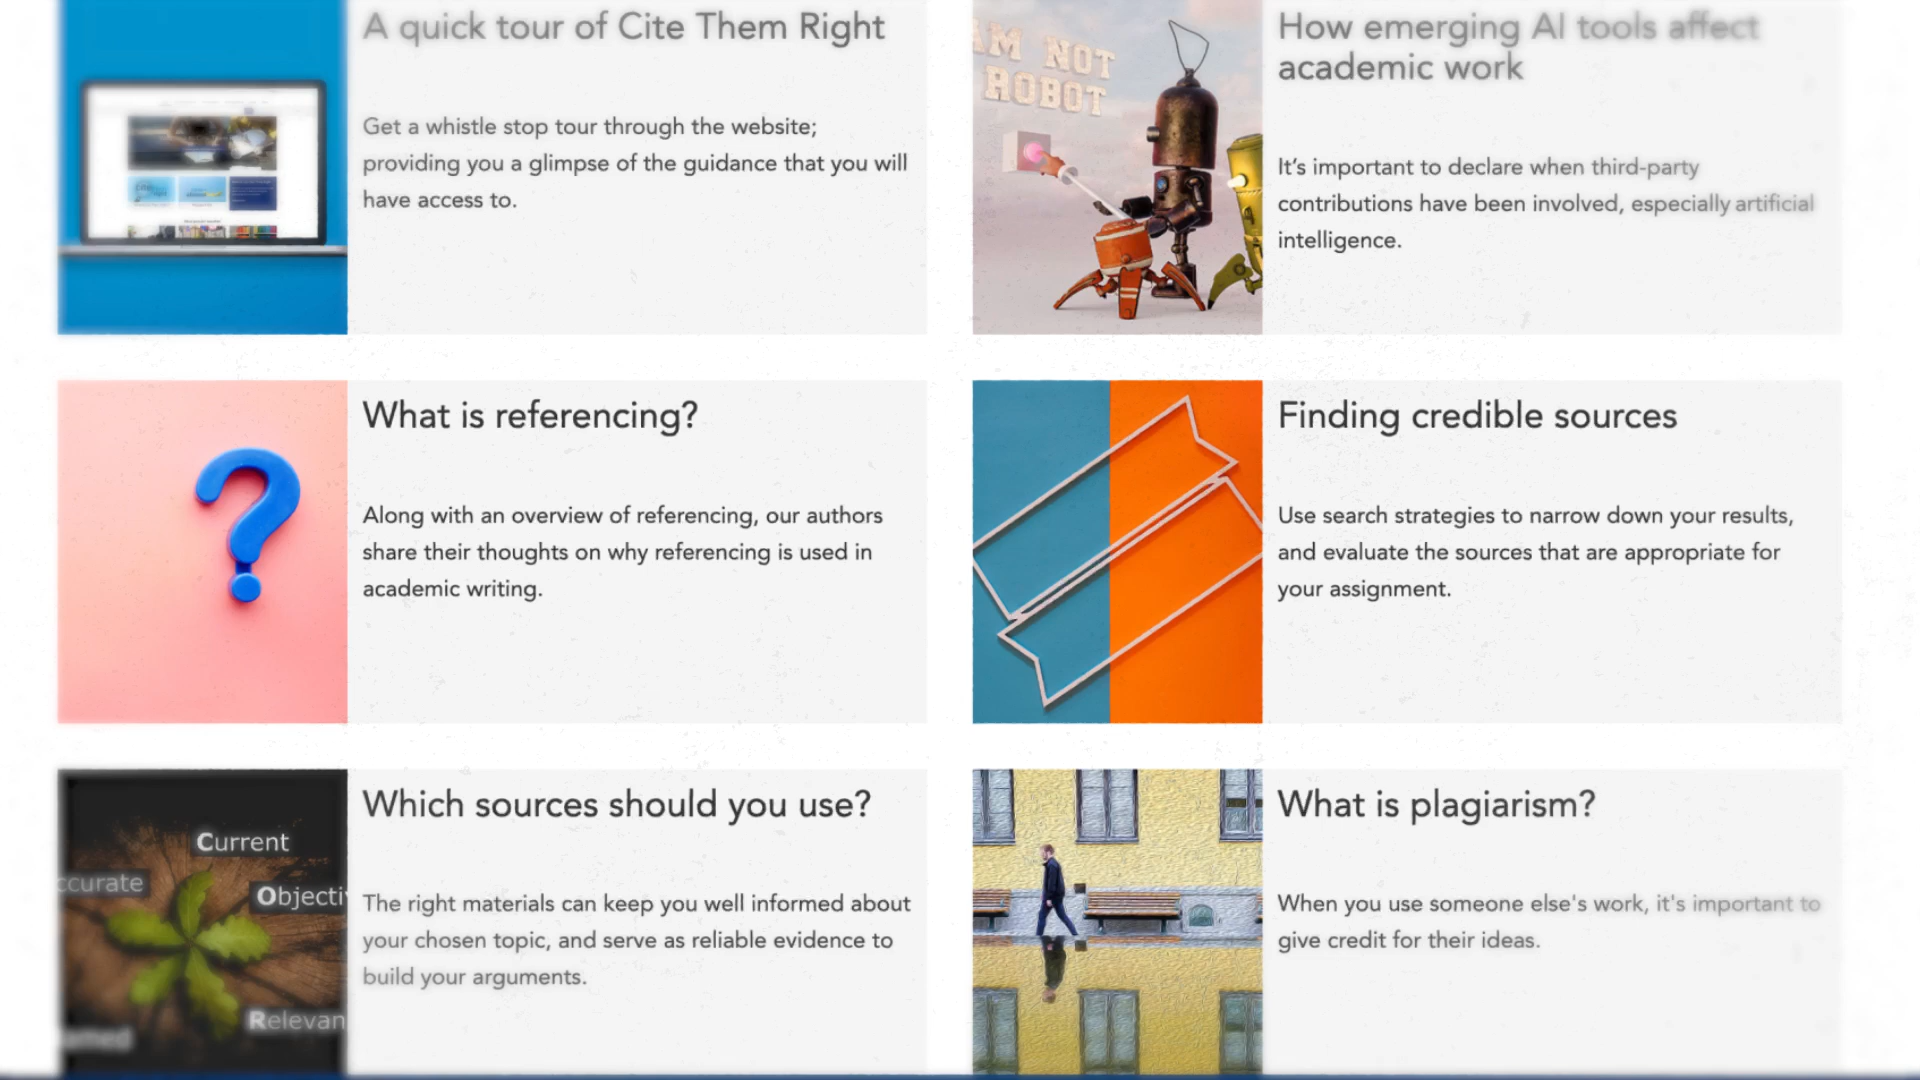 A quick tour of Cite Them Right
Get a whistle stop tour through the website;
providing you a glimpse of the guidance that you will
have access to.
AM NOT
ROBOT
How emerging AI tools affect
academic work
It’s important to declare when third-party
contributions have been involved, especially artificial
intelligence.
What is referencing?
Along with an overview of referencing, our authors
share their thoughts on why referencing is used in
academic writing.
Finding credible sources
Use search strategies to narrow down your results,
and evaluate the sources that are appropriate for
your assignment.
Current
ccurate
Objecti
Relevan
Which sources should you use?
The right materials can keep you well informed about
your chosen topic, and serve as reliable evidence to
build your arguments.
What is plagiarism?
When you use someone else's work, it's important to
give credit for their ideas.